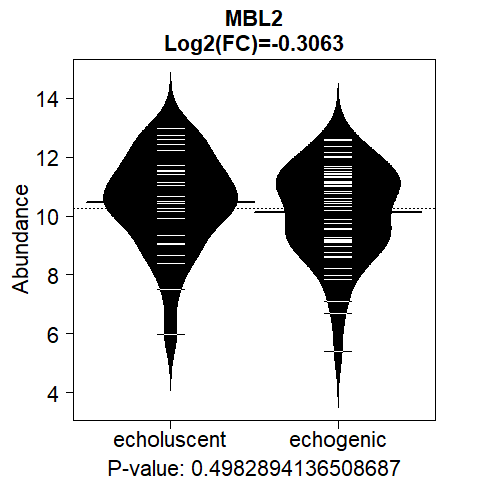 MBL2
Log2(FC)=-0.3063
Abundance
14
12
10
8
6
4
echoluscent echogenic
P-value: 0.4982894136508687